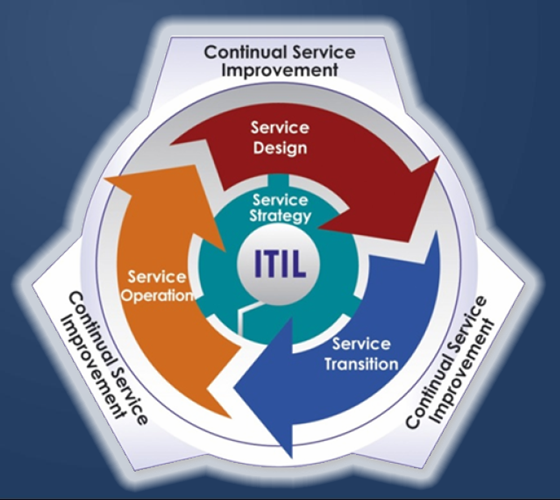 Continual Service
Improvement
Service
Design
Service
Strategy
ITIL
Service
Operation
Service
Transition
Continual Service
Improvement
Continual Service
Improvement